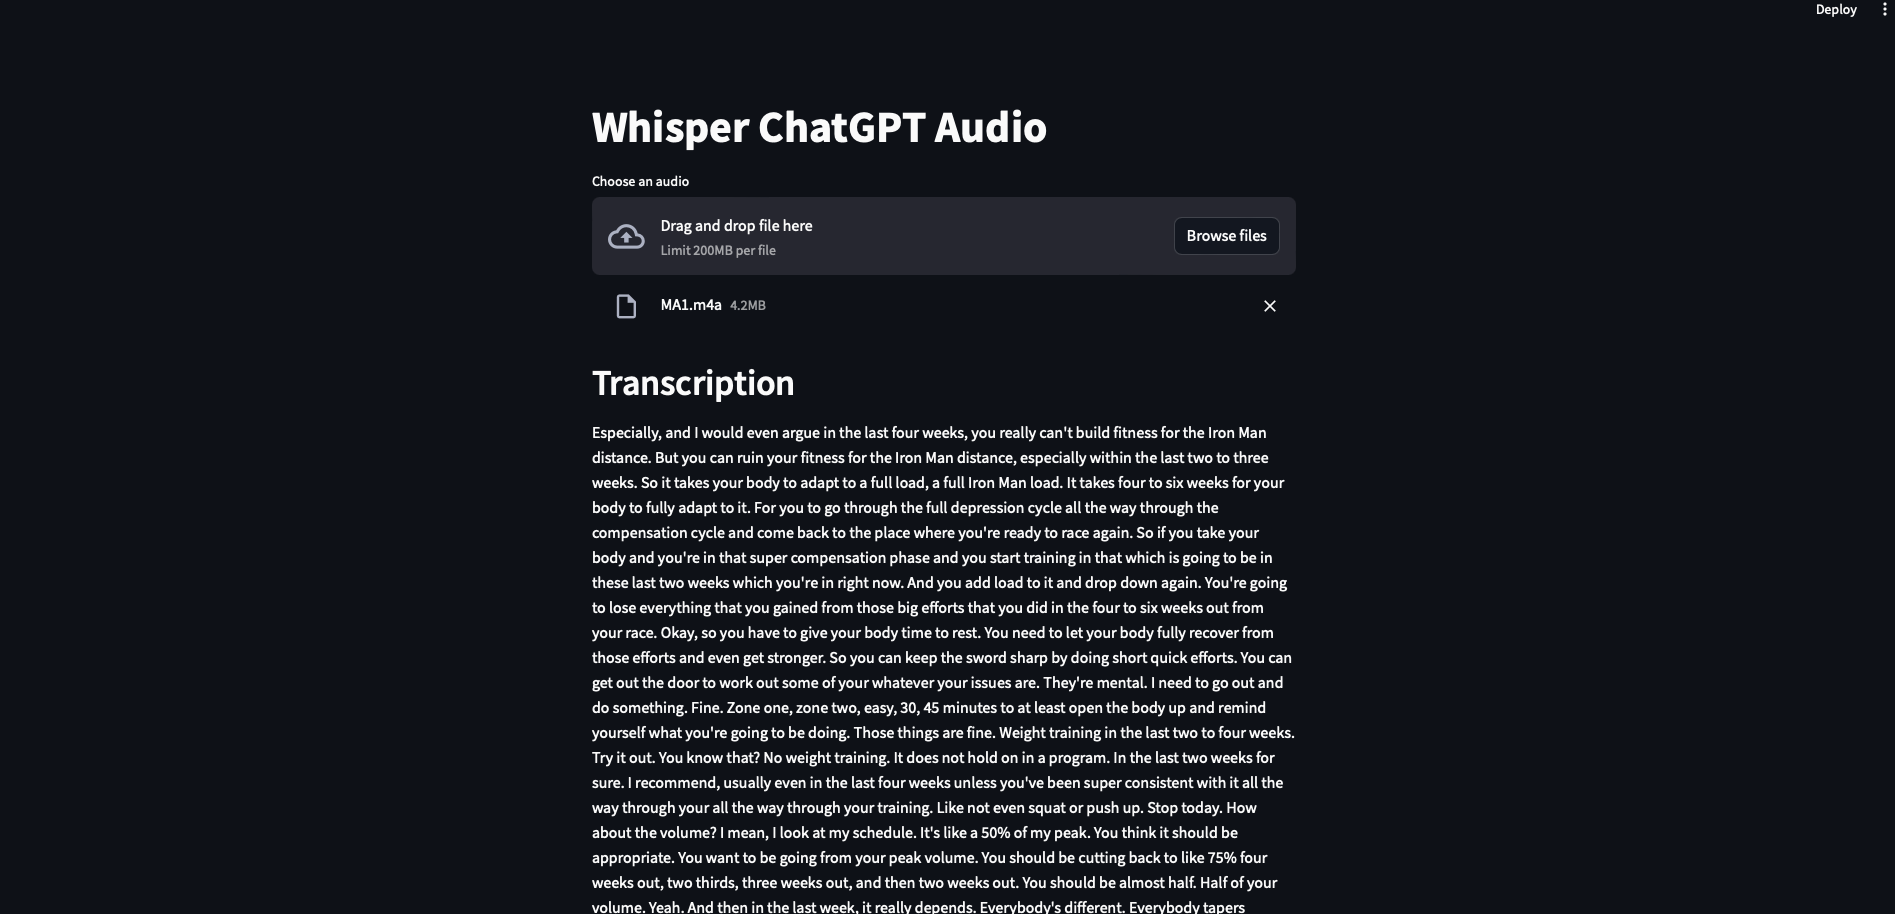 Deploy
Whisper ChatGPT Audio
Choose an audio
Drag and drop file here
Limit 200MB per file
Browse files
MA1.m4a 4.2MB
Transcription
Especially, and I would even argue in the last four weeks, you really can't build fitness for the Iron Man
distance. But you can ruin your fitness for the Iron Man distance, especially within the last two to three
weeks. So it takes your body to adapt to a full load, a full Iron Man load. It takes four to six weeks for your
body to fully adapt to it. For you to go through the full depression cycle all the way through the
compensation cycle and come back to the place where you're ready to race again. So if you take your
body and you're in that super compensation phase and you start training in that which is going to be in
these last two weeks which you're in right now. And you add load to it and drop down again. You're going
to lose everything that you gained from those big efforts that you did in the four to six weeks out from
your race. Okay, so you have to give your body time to rest. You need to let your body fully recover from
those efforts and even get stronger. So you can keep the sword sharp by doing short quick efforts. You can
get out the door to work out some of your whatever your issues are. They're mental. I need to go out and
do something. Fine. Zone one, zone two, easy, 30, 45 minutes to at least open the body up and remind
yourself what you're going to be doing. Those things are fine. Weight training in the last two to four weeks.
Try it out. You know that? No weight training. It does not hold on in a program. In the last two weeks for
sure. I recommend, usually even in the last four weeks unless you've been super consistent with it all the
way through your all the way through your training. Like not even squat or push up. Stop today. How
about the volume? I mean, I look at my schedule. It's like a 50% of my peak. You think it should be
appropriate. You want to be going from your peak volume. You should be cutting back to like 75% four
weeks out, two thirds, three weeks out, and then two weeks out. You should be almost half. Half of your
volume. Yeah. And then in the last week, it really depends. Everybody's different. Everybody tapers